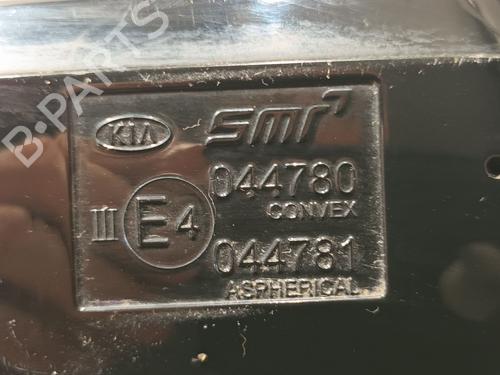 B-PARTS
KIA smr
044780
CONVEX
III E4
044781
ASPHERICAL